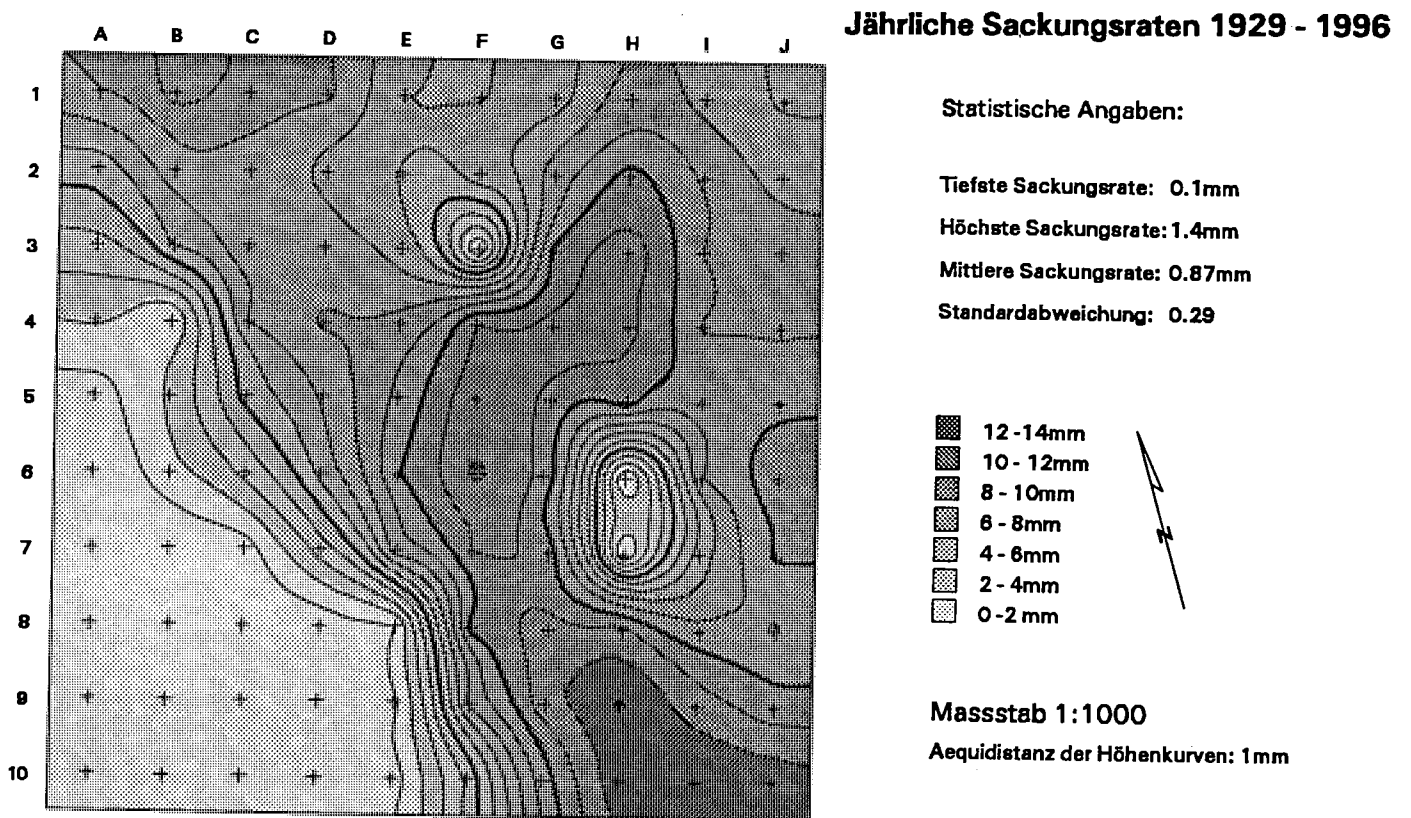 Jährliche Sackungsraten 1929 - 1996
A B C D E F G H I J
1
2
3
4
5
6
7
8
9
10
Statistische Angaben:
Tiefste Sackungsrate: 0.1mm
Höchste Sackungsrate: 1.4mm
Mittlere Sackungsrate: 0.87mm
Standardabweichung: 0.29
12 - 14mm
10 - 12mm
8 - 10mm
6 - 8mm
4 - 6mm
2 - 4mm
0 - 2 mm
Massstab 1:1000
Aequidistanz der Höhenkurven: 1mm